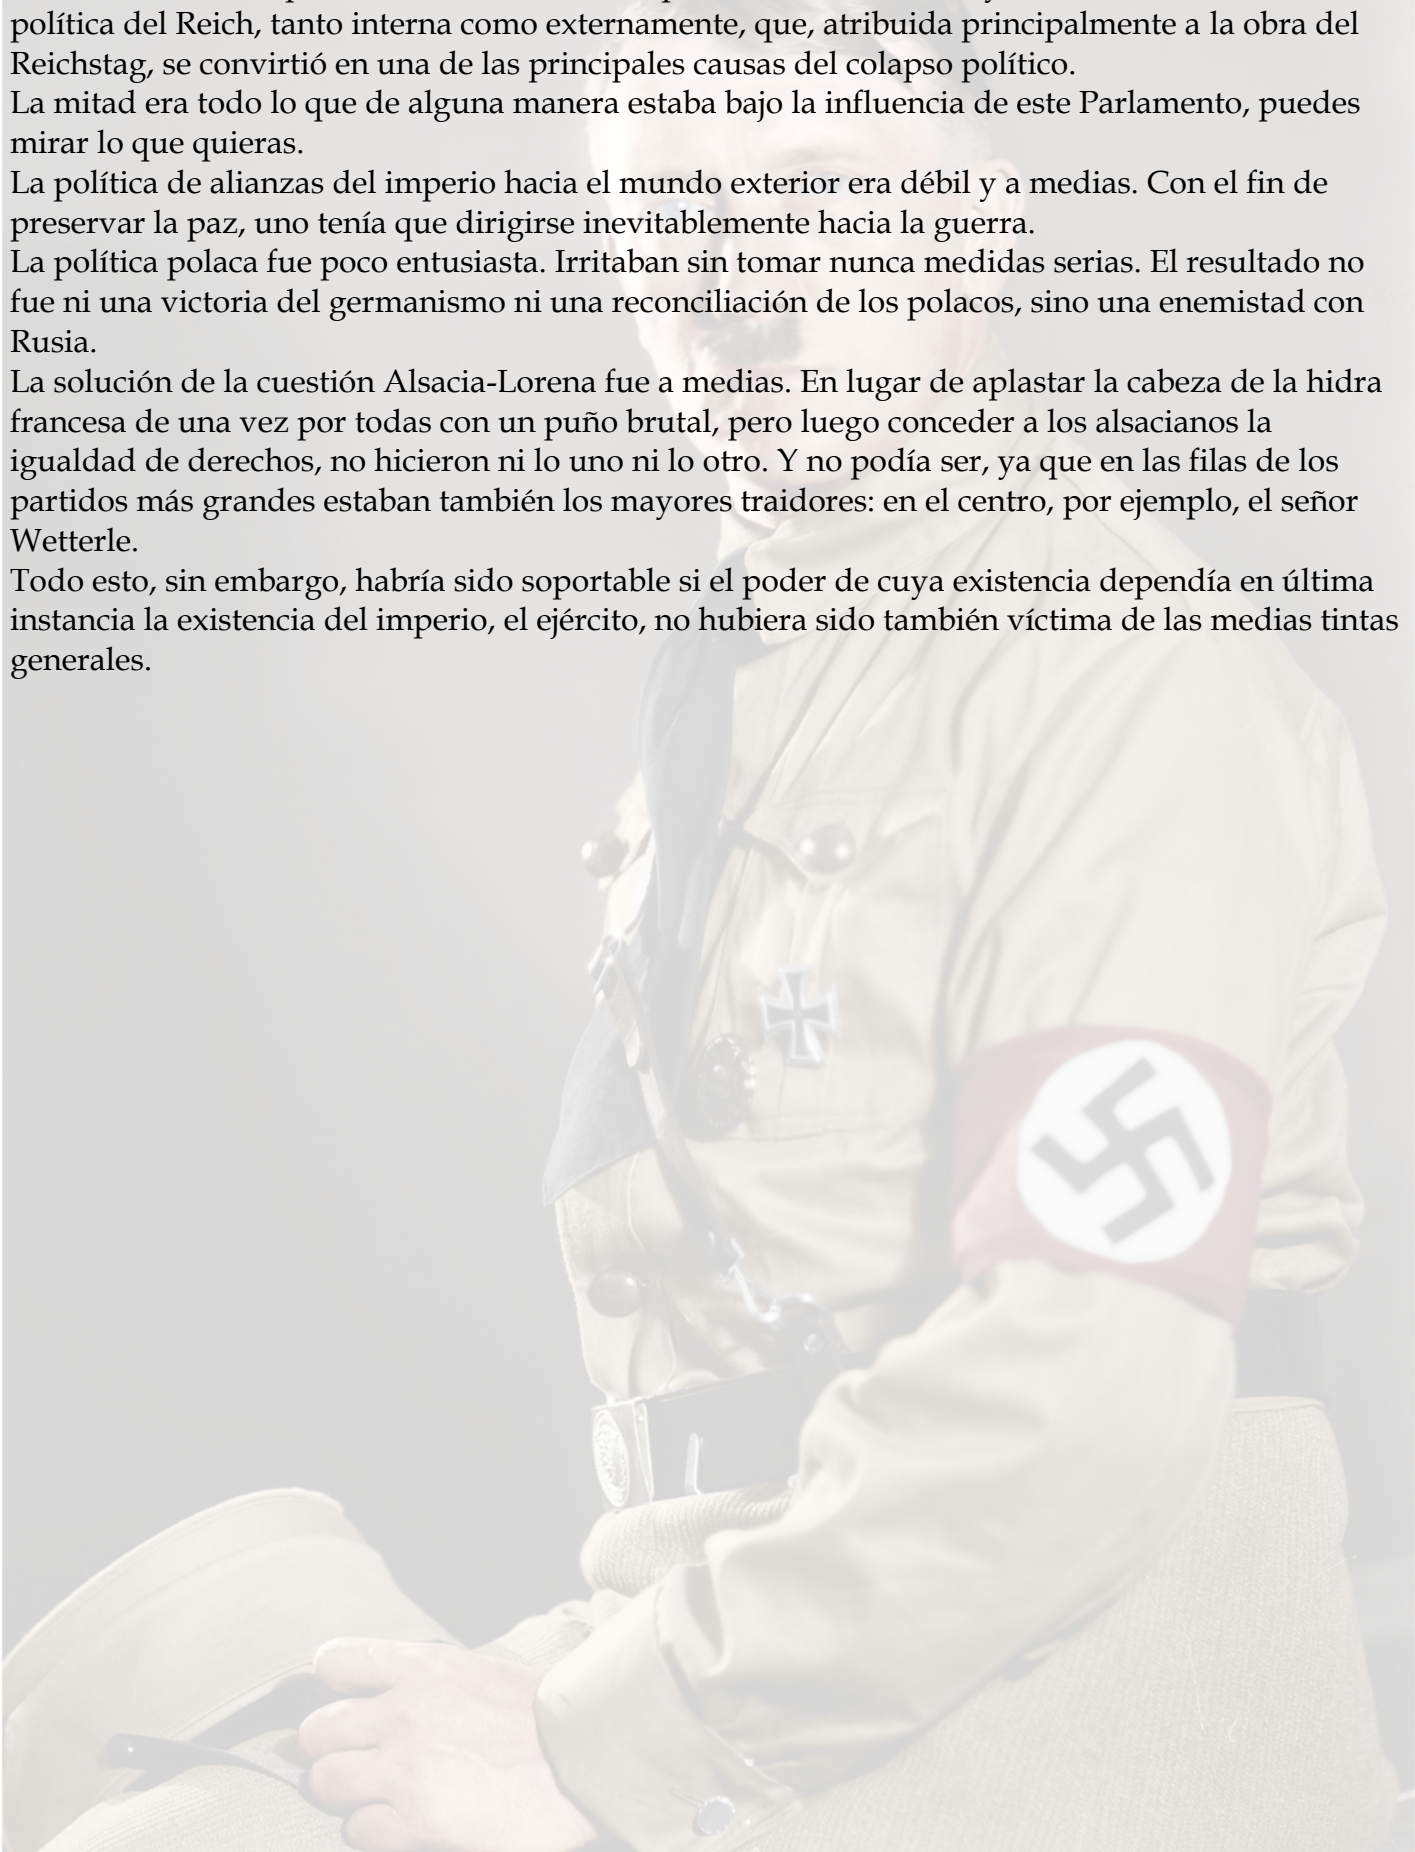 política del Reich, tanto interna como externamente, que, atribuida principalmente a la obra del
Reichstag, se convirtió en una de las principales causas del colapso político.
La mitad era todo lo que de alguna manera estaba bajo la influencia de este Parlamento, puedes
mirar lo que quieras.
La política de alianzas del imperio hacia el mundo exterior era débil y a medias. Con el fin de
preservar la paz, uno tenía que dirigirse inevitablemente hacia la guerra.
La política polaca fue poco entusiasta. Irritaban sin tomar nunca medidas serias. El resultado no
fue ni una victoria del germanismo ni una reconciliación de los polacos, sino una enemistad con
Rusia.
La solución de la cuestión Alsacia-Lorena fue a medias. En lugar de aplastar la cabeza de la hidra
francesa de una vez por todas con un puño brutal, pero luego conceder a los alsacianos la
igualdad de derechos, no hicieron ni lo uno ni lo otro. Y no podía ser, ya que en las filas de los
partidos más grandes estaban también los mayores traidores: en el centro, por ejemplo, el señor
Wetterle.
Todo esto, sin embargo, habría sido soportable si el poder de cuya existencia dependía en última
instancia la existencia del imperio, el ejército, no hubiera sido también víctima de las medias tintas
generales.